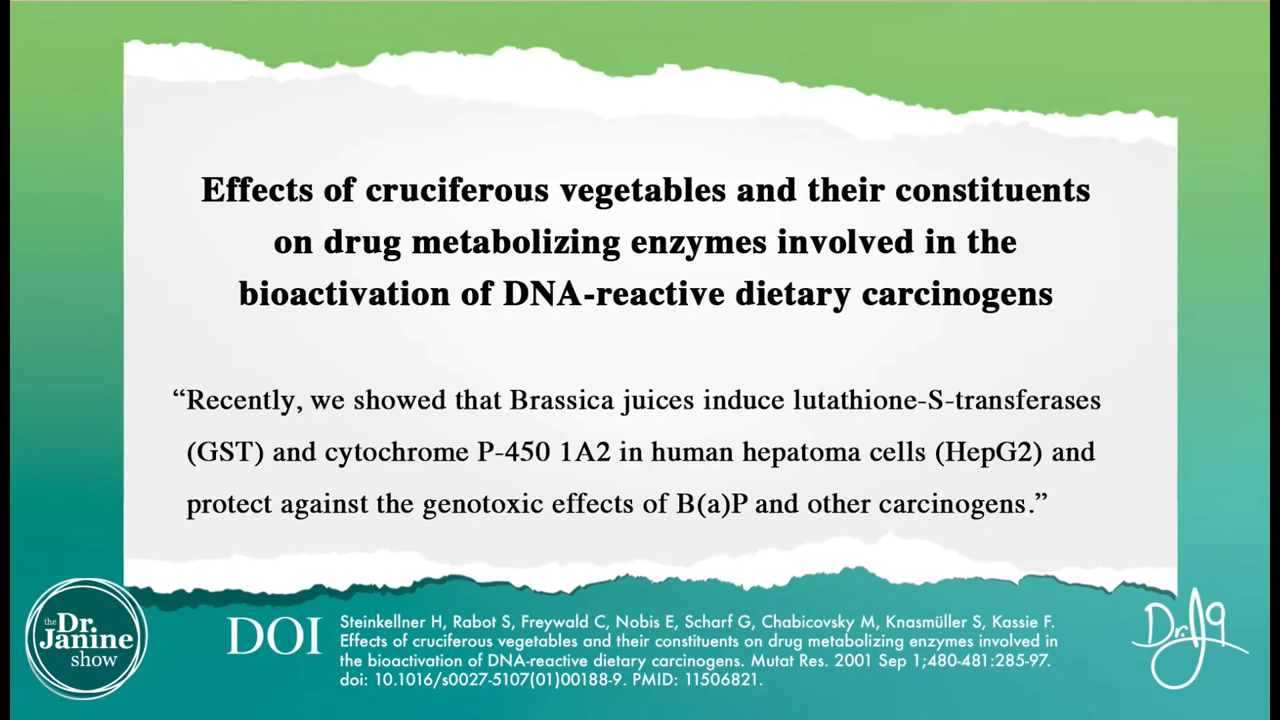 Effects of cruciferous vegetables and their constituents
on drug metabolizing enzymes involved in the
bioactivation of DNA-reactive dietary carcinogens
“Recently, we showed that Brassica juices induce lutathione-S-transferases
(GST) and cytochrome P-450 1A2 in human hepatoma cells (HepG2) and
protect against the genotoxic effects of B(a)P and other carcinogens.”
the Dr.
Janine
show
DOI
Steinkellner H, Rabot S, Freywald C, Nobis E, Scharf G, Chabicovsky M, Knasmüller S, Kassie F.
Effects of cruciferous vegetables and their constituents on drug metabolizing enzymes involved in
the bioactivation of DNA-reactive dietary carcinogens. Mutat Res. 2001 Sep 1;480-481:285-97.
doi: 10.1016/s0027-5107(01)00188-9. PMID: 11506821.